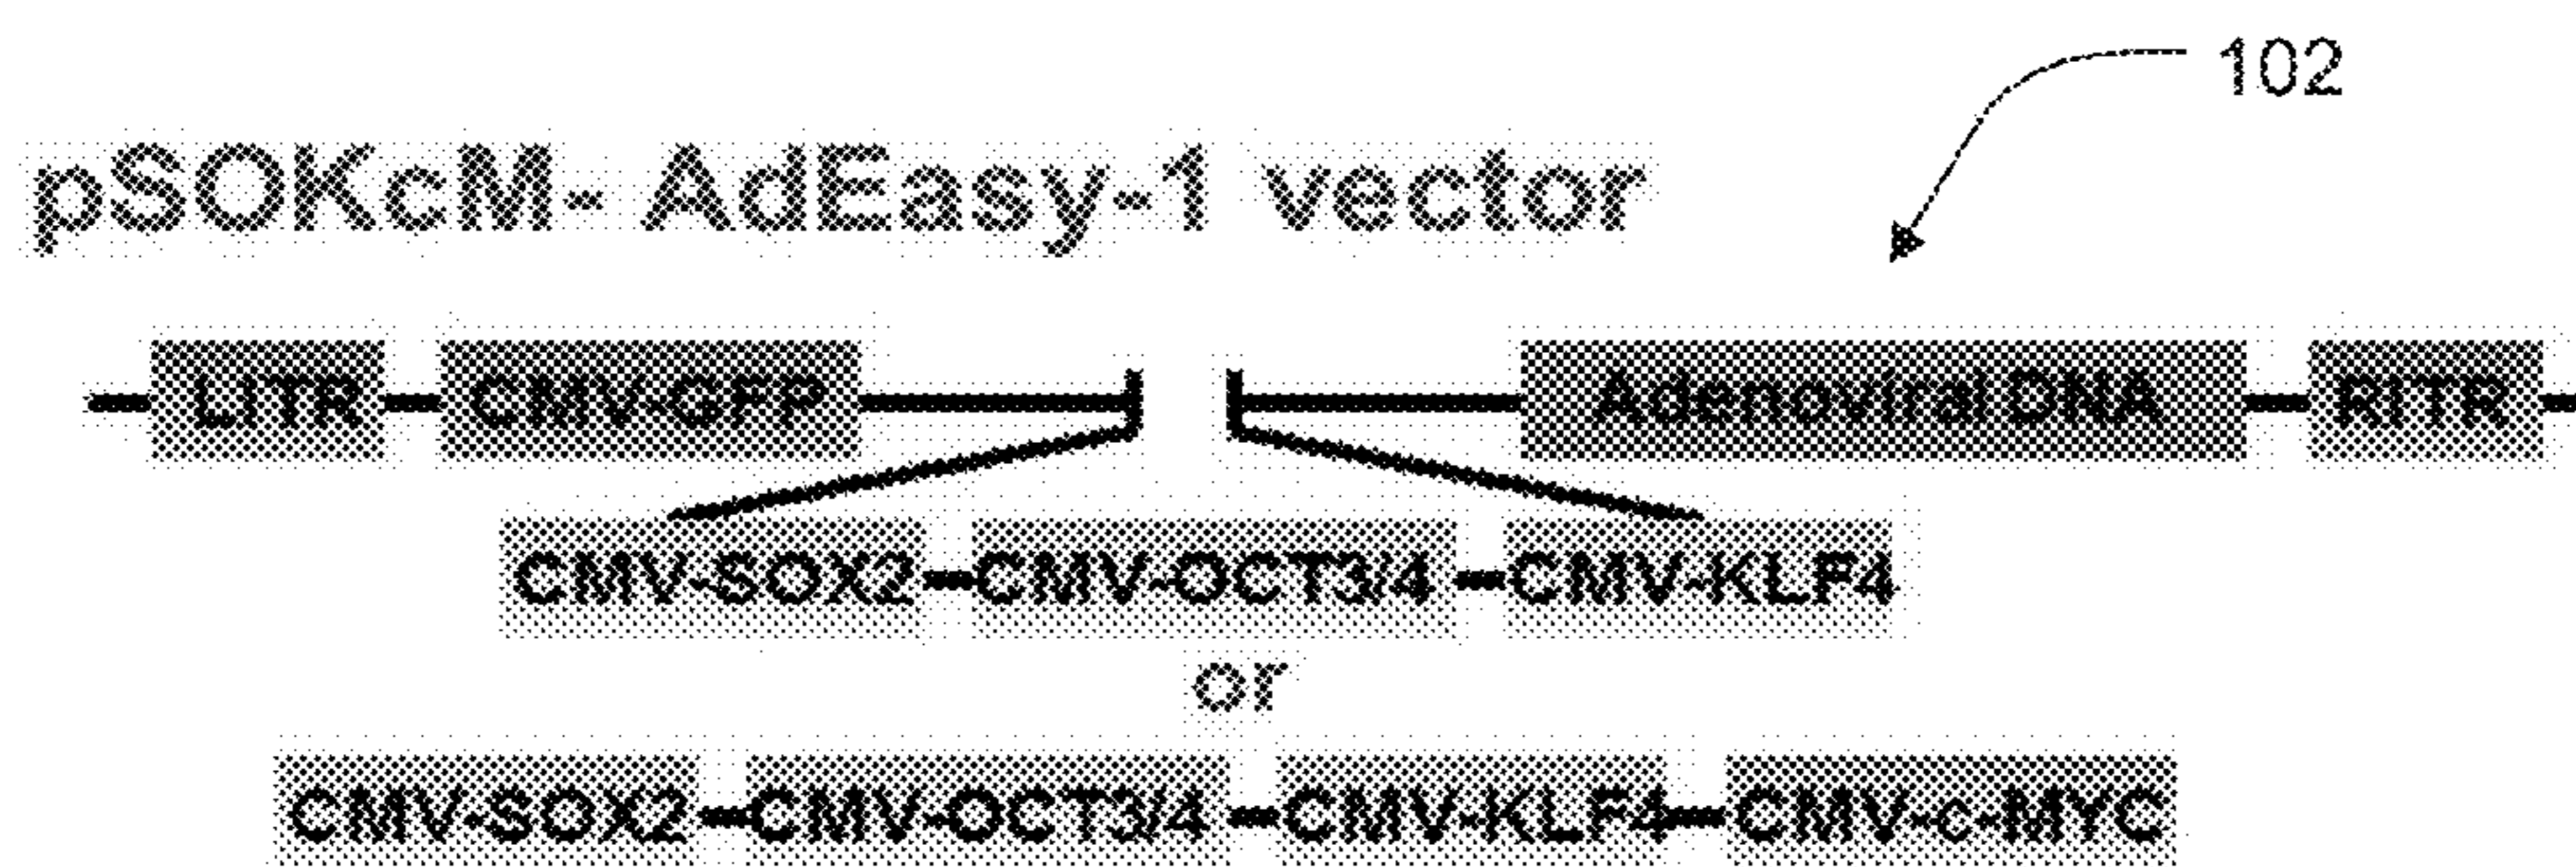 102
pSOKcM- AdEasy-1 vector
LITR CMV-GFP Adenoviral DNA RITR
CMV-SOX2 CMV-OCT3/4 CMV-KLF4
or
CMV-SOX2 CMV-OCT3/4 CMV-KLF4 CMV-c-MYC